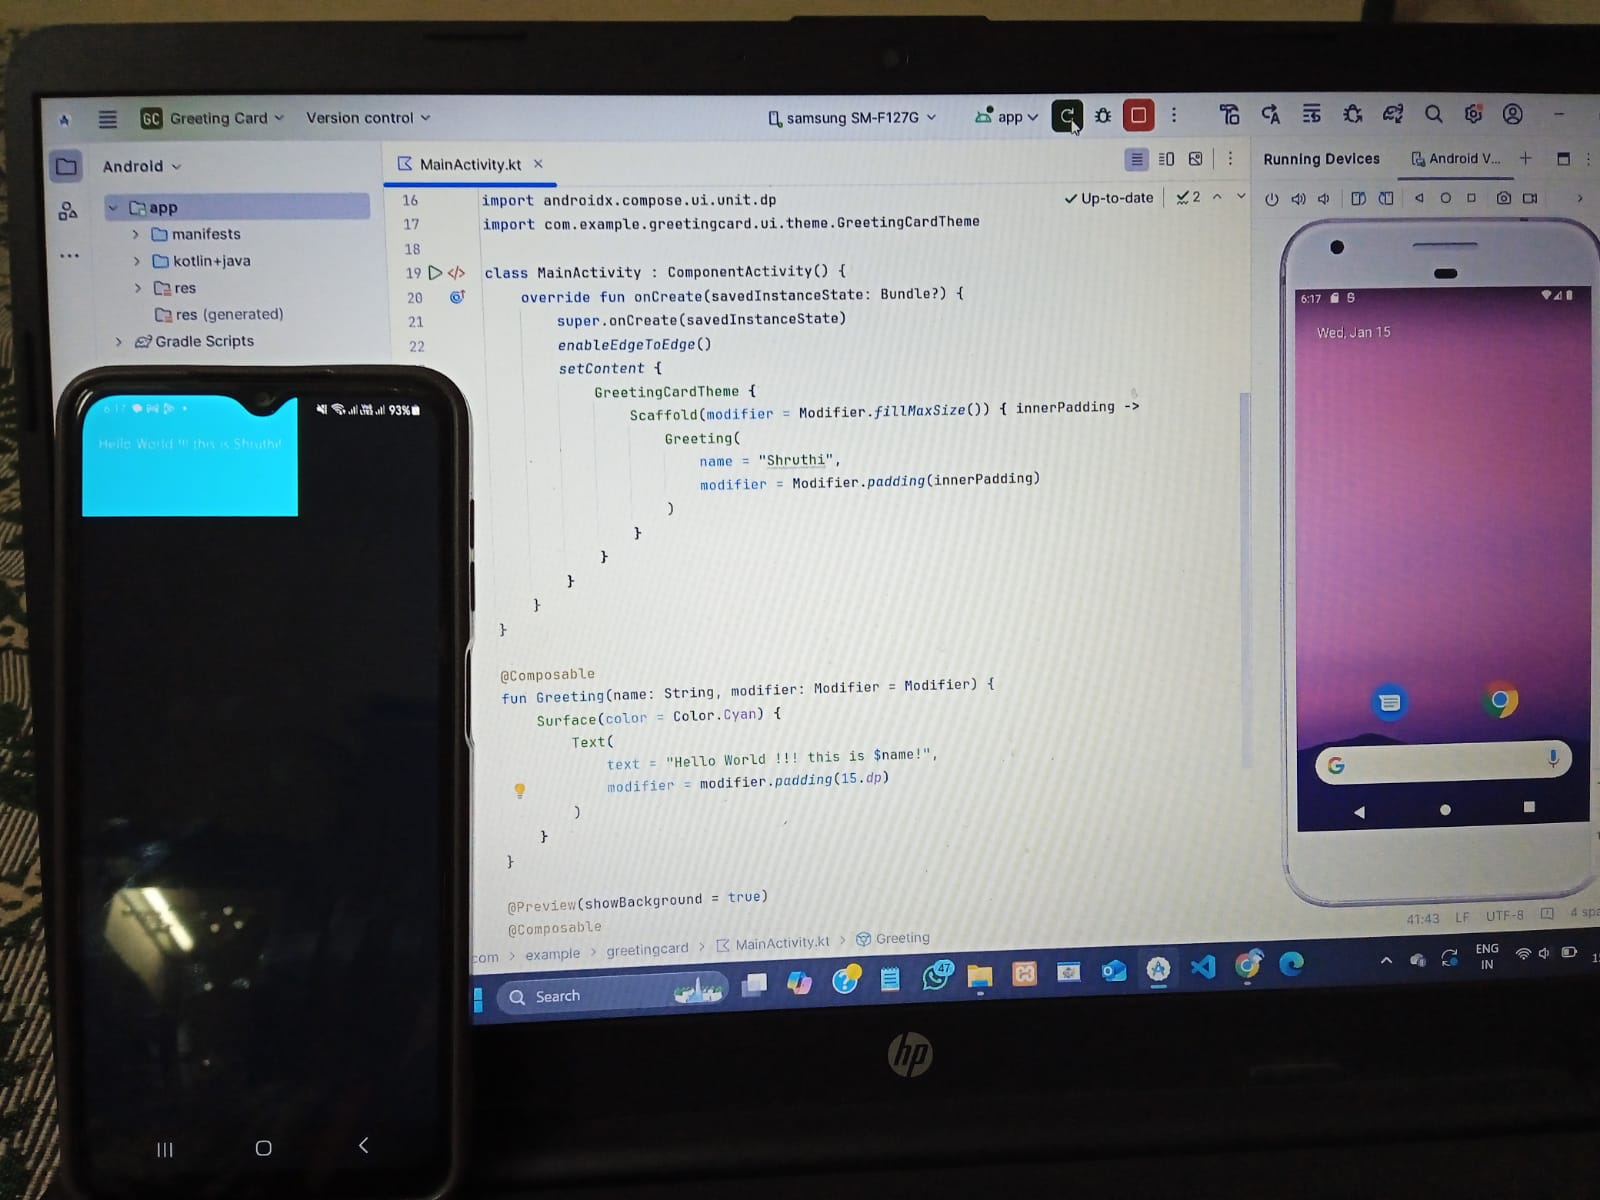 GC Greeting Card Version control samsung SM-F127G app
Android MainActivity.kt Running Devices Android V...
app
manifests
kotlin+java
res
res (generated)
Gradle Scripts
Up-to-date 2
16 import androidx.compose.ui.unit.dp
17 import com.example.greetingcard.ui.theme.GreetingCardTheme
18
19 class MainActivity : ComponentActivity() {
20 override fun onCreate(savedInstanceState: Bundle?) {
21 super.onCreate(savedInstanceState)
22 enableEdgeToEdge()
setContent {
GreetingCardTheme {
Scaffold(modifier = Modifier.fillMaxSize()) { innerPadding ->
Greeting(
name = "Shruthi",
modifier = Modifier.padding(innerPadding)
)
}
}
}
}
}
@Composable
fun Greeting(name: String, modifier: Modifier = Modifier) {
Surface(color = Color.Cyan) {
Text(
text = "Hello World !!! this is $name!",
modifier = modifier.padding(15.dp)
)
}
}
@Preview(showBackground = true)
@Composable
com > example > greetingcard > MainActivity.kt > Greeting
41:43 LF UTF-8 4 spa
6:17
Wed, Jan 15
G
6:17 93%
Hello World !!! this is Shruthi!
Search
47
ENG
IN
hp